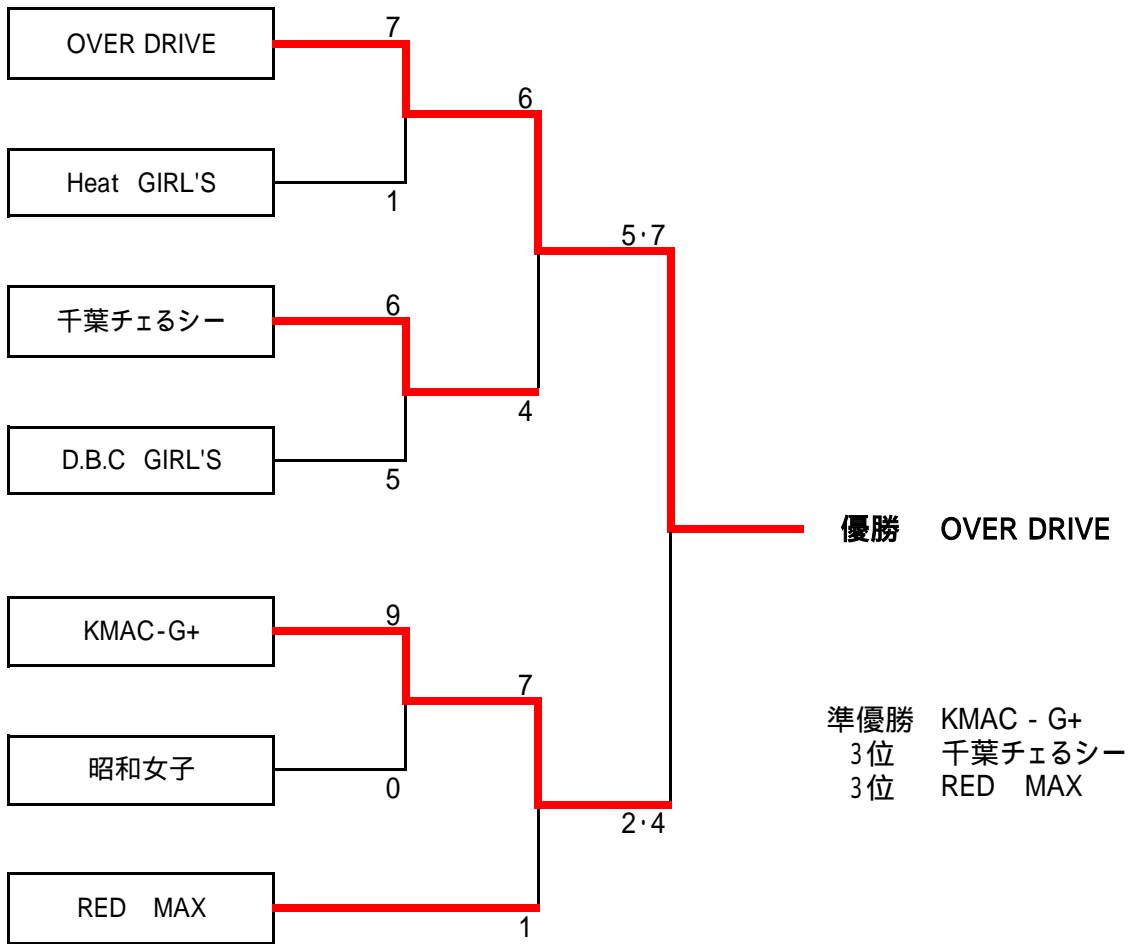 7
OVER DRIVE
6
Heat GIRL'S
1
5・7
千葉チェるシー
6
4
D.B.C GIRL'S
5
優勝 OVER DRIVE
KMAC-G+
9
7
準優勝 KMAC - G+
3位 千葉チェるシー
3位 RED MAX
昭和女子
0
2・4
RED MAX
1